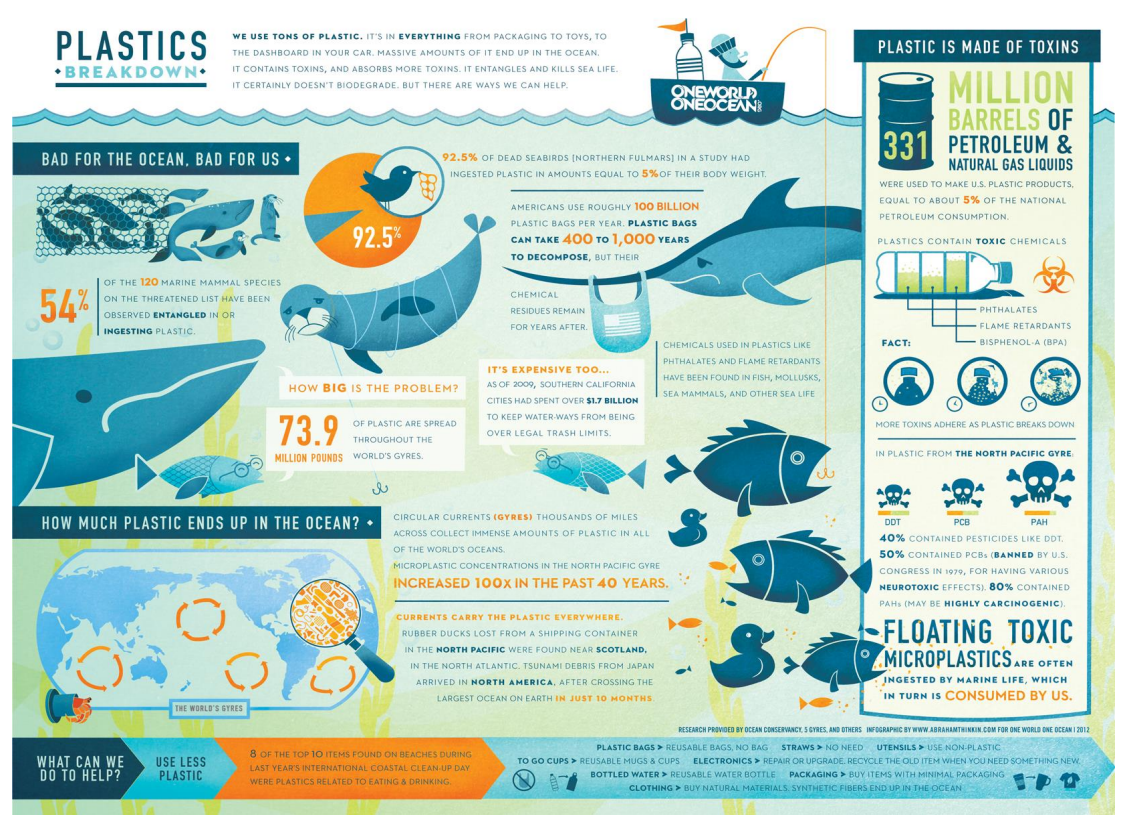 PLASTICS
BREAKDOWN
WE USE TONS OF PLASTIC. IT'S IN EVERYTHING FROM PACKAGING TO TOYS, TO
THE DASHBOARD IN YOUR CAR. MASSIVE AMOUNTS OF IT END UP IN THE OCEAN.
IT CONTAINS TOXINS, AND ABSORBS MORE TOXINS. IT ENTANGLES AND KILLS SEA LIFE.
IT CERTAINLY DOESN'T BIODEGRADE. BUT THERE ARE WAYS WE CAN HELP.
ONEWORLD
ONEOCEAN
BAD FOR THE OCEAN, BAD FOR US
92.5%
92.5% OF DEAD SEABIRDS (NORTHERN FULMARS) IN A STUDY HAD
INGESTED PLASTIC IN AMOUNTS EQUAL TO 5% OF THEIR BODY WEIGHT.
AMERICANS USE ROUGHLY 100 BILLION
PLASTIC BAGS PER YEAR. PLASTIC BAGS
CAN TAKE 400 TO 1,000 YEARS
TO DECOMPOSE, BUT THEIR
CHEMICAL
RESIDUES REMAIN
FOR YEARS AFTER.
54%
OF THE 120 MARINE MAMMAL SPECIES
ON THE THREATENED LIST HAVE BEEN
OBSERVED ENTANGLED IN OR
INGESTING PLASTIC.
CHEMICALS USED IN PLASTICS LIKE
PHTHALATES AND FLAME RETARDANTS
HAVE BEEN FOUND IN FISH, MOLLUSKS,
SEA MAMMALS, AND OTHER SEA LIFE
IT'S EXPENSIVE TOO...
AS OF 2009, SOUTHERN CALIFORNIA
CITIES HAD SPENT OVER $1.7 BILLION
TO KEEP WATER-WAYS FROM BEING
OVER LEGAL TRASH LIMITS.
HOW BIG IS THE PROBLEM?
73.9
MILLION POUNDS
OF PLASTIC ARE SPREAD
THROUGHOUT THE
WORLD'S GYRES.
HOW MUCH PLASTIC ENDS UP IN THE OCEAN?
CIRCULAR CURRENTS (GYRES) THOUSANDS OF MILES
ACROSS COLLECT IMMENSE AMOUNTS OF PLASTIC IN ALL
OF THE WORLD'S OCEANS.
MICROPLASTIC CONCENTRATIONS IN THE NORTH PACIFIC GYRE
INCREASED 100X IN THE PAST 40 YEARS.
CURRENTS CARRY THE PLASTIC EVERYWHERE.
RUBBER DUCKS LOST FROM A SHIPPING CONTAINER
IN THE NORTH PACIFIC WERE FOUND NEAR SCOTLAND,
IN THE NORTH ATLANTIC. TSUNAMI DEBRIS FROM JAPAN
ARRIVED IN NORTH AMERICA, AFTER CROSSING THE
LARGEST OCEAN ON EARTH IN JUST 10 MONTHS
THE WORLD'S GYRES
PLASTIC IS MADE OF TOXINS
331
MILLION
BARRELS OF
PETROLEUM &
NATURAL GAS LIQUIDS
WERE USED TO MAKE U.S. PLASTIC PRODUCTS,
EQUAL TO ABOUT 5% OF THE NATIONAL
PETROLEUM CONSUMPTION.
PLASTICS CONTAIN TOXIC CHEMICALS
PHTHALATES
FLAME RETARDANTS
BISPHENOL-A (BPA)
FACT:
MORE TOXINS ADHERE AS PLASTIC BREAKS DOWN
IN PLASTIC FROM THE NORTH PACIFIC GYRE:
DDT
PCB
PAH
40% CONTAINED PESTICIDES LIKE DDT.
50% CONTAINED PCBs (BANNED BY U.S.
CONGRESS IN 1979, FOR HAVING VARIOUS
NEUROTOXIC EFFECTS). 80% CONTAINED
PAHs (MAY BE HIGHLY CARCINOGENIC).
FLOATING TOXIC
MICROPLASTICS ARE OFTEN
INGESTED BY MARINE LIFE, WHICH
IN TURN IS CONSUMED BY US.
RESEARCH PROVIDED BY OCEAN CONSERVANCY, 5 GYRES, AND OTHERS INFOGRAPHIC BY WWW.ABRAHAMTHINKIN.COM FOR ONE WORLD ONE OCEAN | 2012
WHAT CAN WE
DO TO HELP?
USE LESS
PLASTIC
8 OF THE TOP 10 ITEMS FOUND ON BEACHES DURING
LAST YEAR'S INTERNATIONAL COASTAL CLEAN-UP DAY
WERE PLASTICS RELATED TO EATING & DRINKING.
PLASTIC BAGS > REUSABLE BAGS, NO BAG STRAWS > NO NEED UTENSILS > USE NON-PLASTIC
TO GO CUPS > REUSABLE MUGS & CUPS ELECTRONICS > REPAIR OR UPGRADE, RECYCLE THE OLD ITEM WHEN YOU NEED SOMETHING NEW,
BOTTLED WATER > REUSABLE WATER BOTTLE PACKAGING > BUY ITEMS WITH MINIMAL PACKAGING
CLOTHING > BUY NATURAL MATERIALS. SYNTHETIC FIBERS END UP IN THE OCEAN